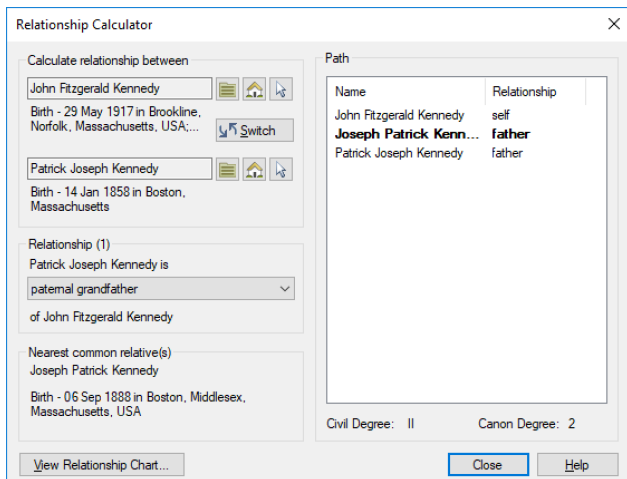 Relationship Calculator
Calculate relationship between
John Fitzgerald Kennedy
Birth - 29 May 1917 in Brookline,
Norfolk, Massachusetts, USA;...
Switch
Patrick Joseph Kennedy
Birth - 14 Jan 1858 in Boston,
Massachusetts
Relationship (1)
Patrick Joseph Kennedy is
paternal grandfather
of John Fitzgerald Kennedy
Nearest common relative(s)
Joseph Patrick Kennedy
Birth - 06 Sep 1888 in Boston, Middlesex,
Massachusetts, USA
View Relationship Chart...
Path
Name Relationship
John Fitzgerald Kennedy self
Joseph Patrick Kenn... father
Patrick Joseph Kennedy father
Civil Degree: II Canon Degree: 2
Close Help